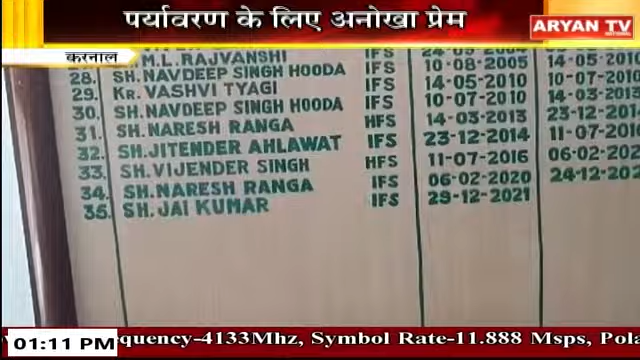 पर्यावरण के लिए अनोखा प्रेम
ARYAN TV
करनाल
M.L.RAJVANSHI
28. SH.NAVDEEP SINGH HOODA IFS 10-08-2005 14-05-2010
29. KR. VASHVI TYAGI IFS 14-05-2010 10-07-2010
30. SH.NAVDEEP SINGH HOODA IFS 10-07-2010 14-03-2013
31. SH.NARESH RANGA HFS 14-03-2013 23-12-201
32. SH.JITENDER AHLAWAT IFS 23-12-2014 11-07-20
33. SH.VIJENDER SINGH HFS 11-07-2016 06-02-202
34. SH.NARESH RANGA IFS 06-02-2020 24-12-202
35. SH.JAI KUMAR IFS 29-12-2021
01:11 PM equency-4133Mhz, Symbol Rate-11.888 Msps, Pola